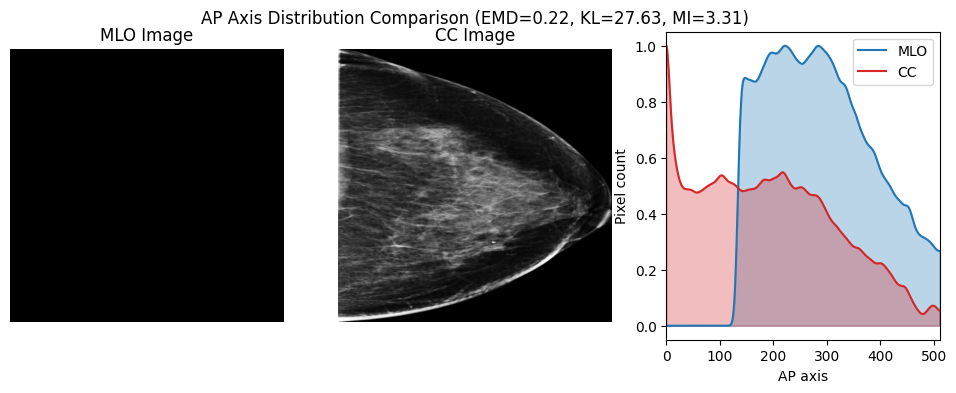 AP Axis Distribution Comparison (EMD=0.22, KL=27.63, MI=3.31)
MLO Image
CC Image
MLO
CC
Pixel count
1.0
0.8
0.6
0.4
0.2
0.0
0 100 200 300 400 500
AP axis